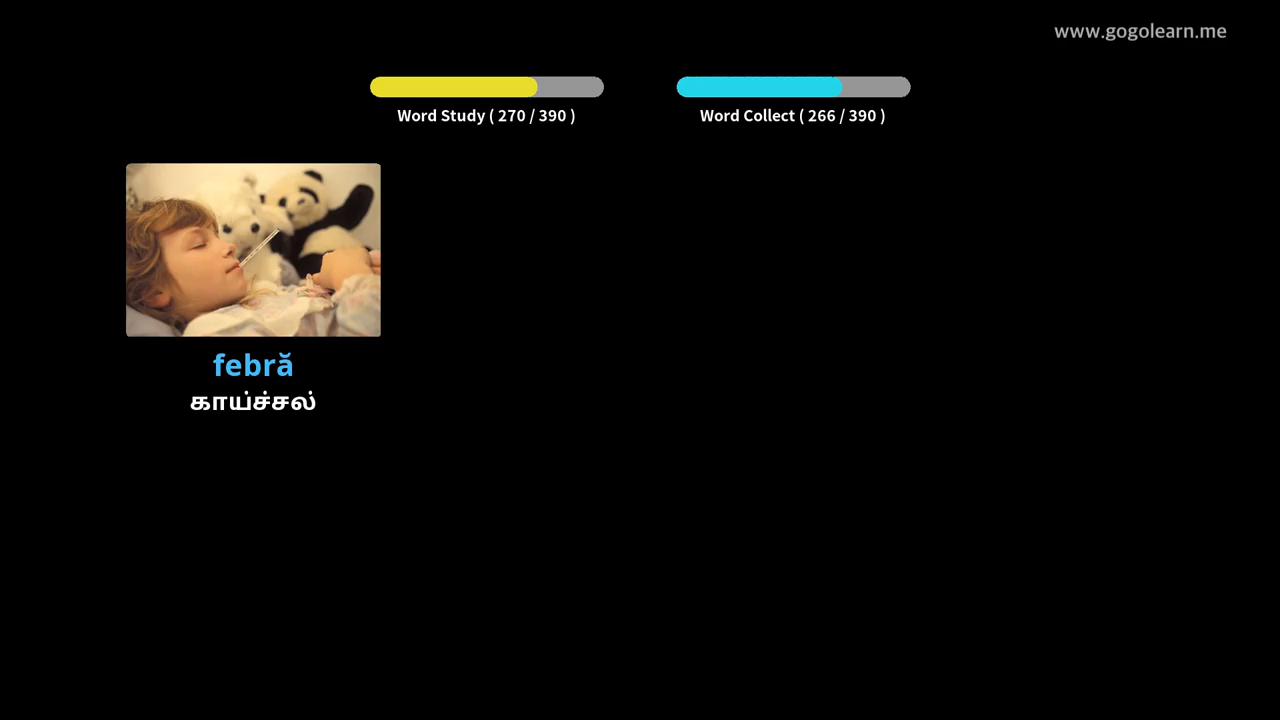 www.gogolearn.me
Word Study ( 270 / 390 )
Word Collect ( 266 / 390 )
febră
காய்ச்சல்